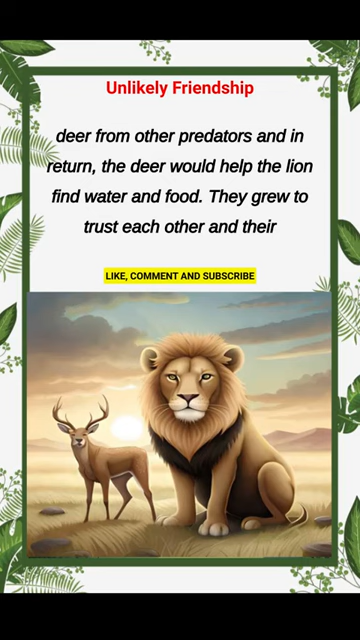 Unlikely Friendship
deer from other predators and in
return, the deer would help the lion
find water and food. They grew to
trust each other and their
LIKE, COMMENT AND SUBSCRIBE